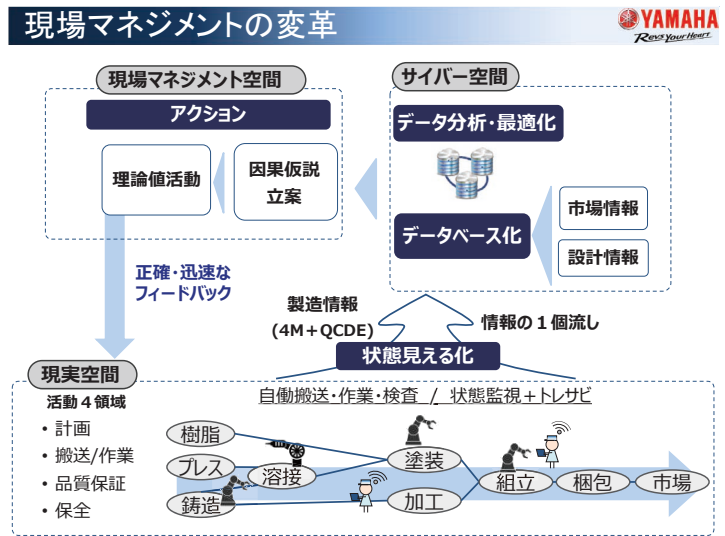 現場マネジメントの変革
YAMAHA
Revs Your Heart
現場マネジメント空間
アクション
理論値活動
因果仮説
立案
サイバー空間
データ分析・最適化
データベース化
市場情報
設計情報
正確・迅速な
フィードバック
製造情報
(4M+QCDE)
情報の1個流し
状態見える化
現実空間
活動4領域
・計画
・搬送/作業
・品質保証
・保全
自働搬送・作業・検査 / 状態監視+トレサビ
樹脂
プレス
鋳造
溶接
塗装
加工
組立
梱包
市場